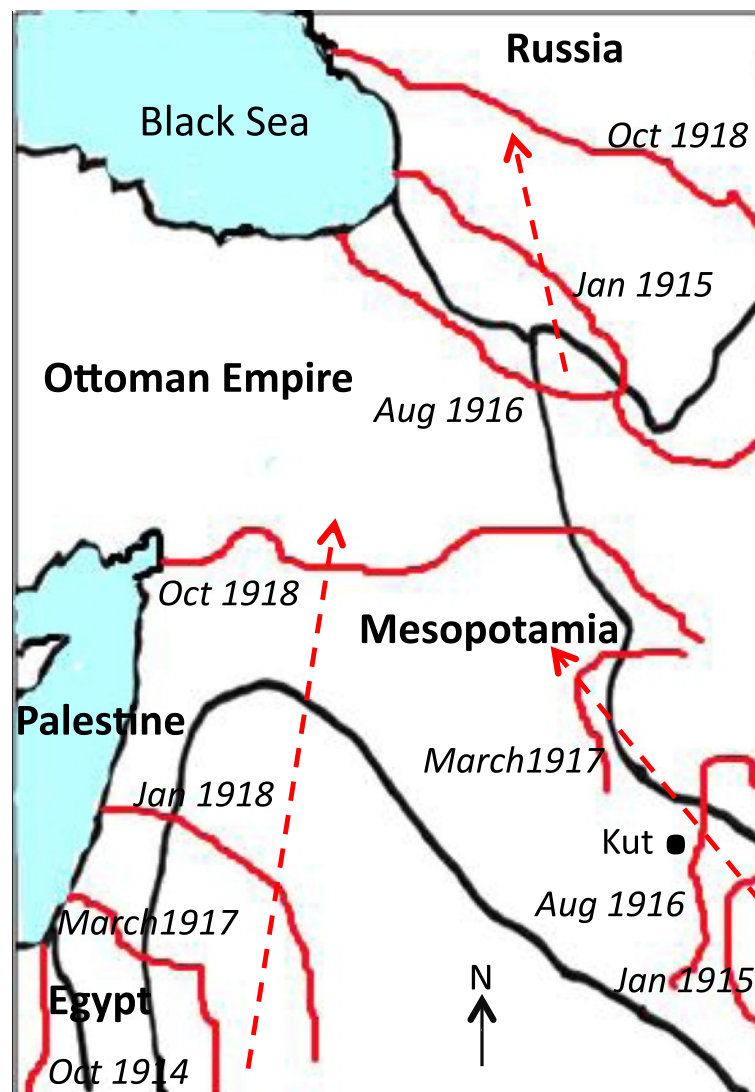 Russia
Black Sea
Oct 1918
Jan 1915
Ottoman Empire
Aug 1916
Oct 1918
Mesopotamia
Palestine
March1917
Jan 1918
Kut
Aug 1916
March1917
Jan 1915
N
Egypt
Oct 1914